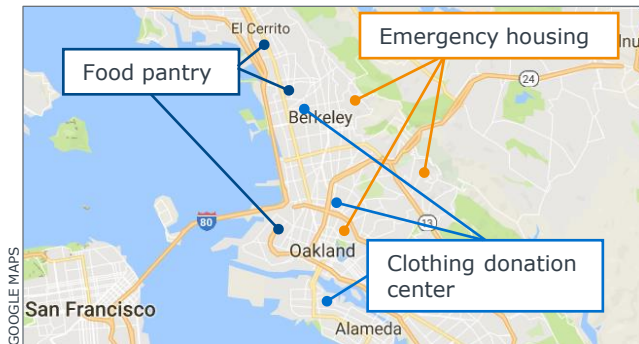 El Cerrito
Emergency housing
Food pantry
24
Berkeley
80
13
Oakland
Clothing donation
center
San Francisco
Alameda
GOOGLE MAPS